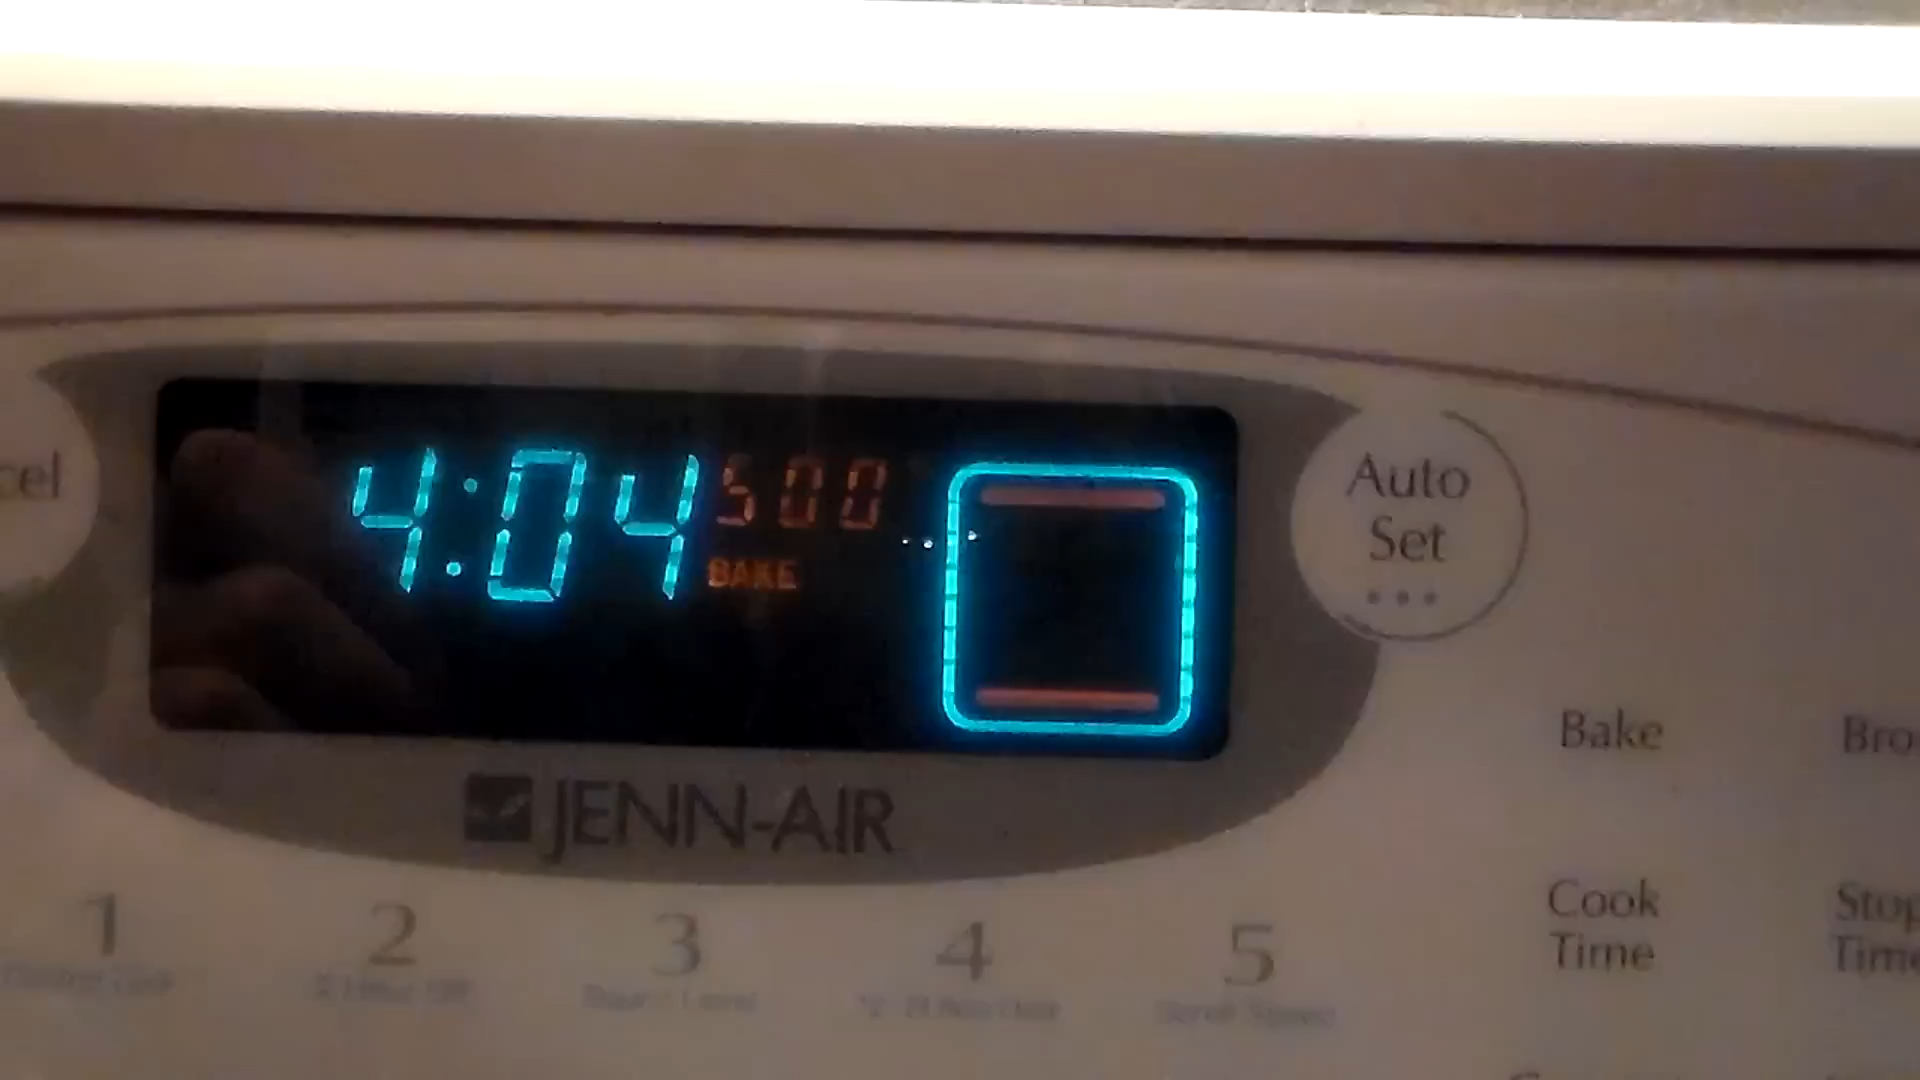 4:04 500
BAKE
cel
Auto
Set
JENN-AIR
Bake
Bro
Cook
Time
Stop
Time
1 2 3 4 5